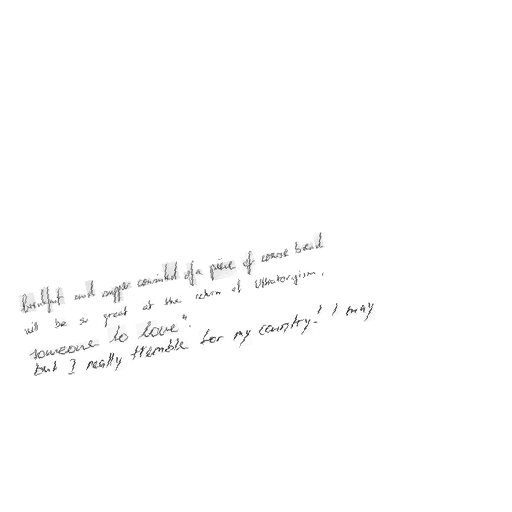 breakfast and supper consisted of a piece of coarse bread
will be so great at the return of Vibratorgism,
someone to love".
but I really tremble for my country! I may